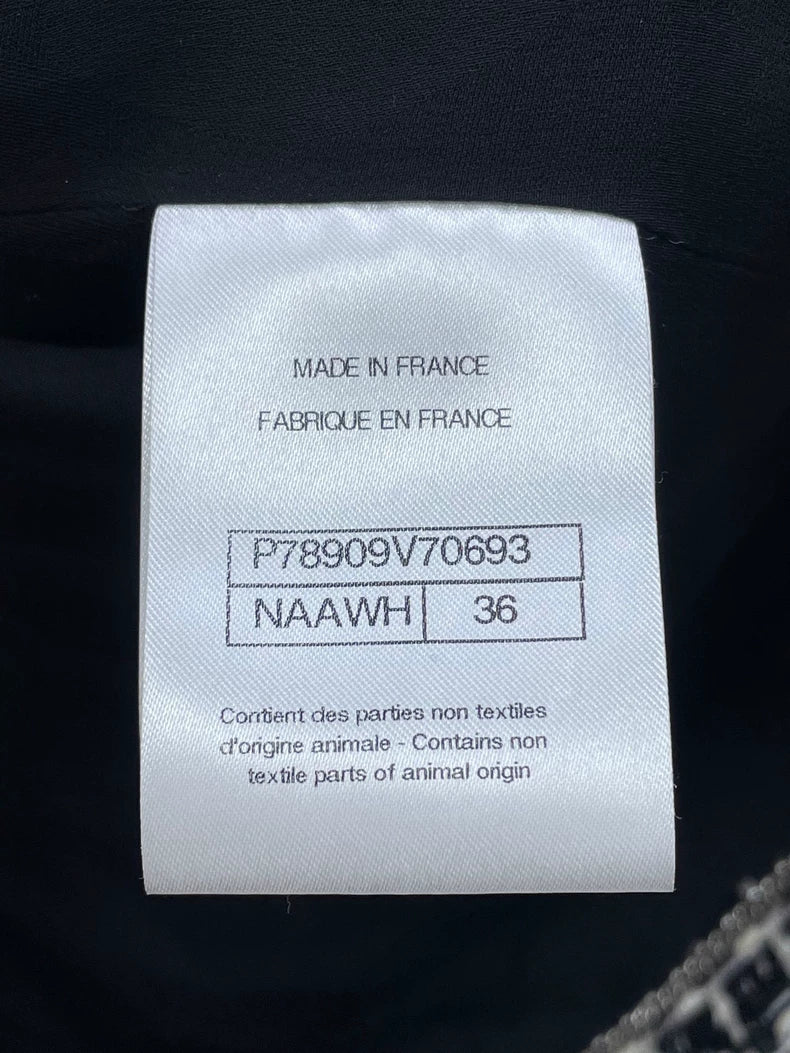 MADE IN FRANCE
FABRIQUE EN FRANCE
P78909V70693
NAAWH 36
Contient des parties non textiles
d'origine animale - Contains non
textile parts of animal origin